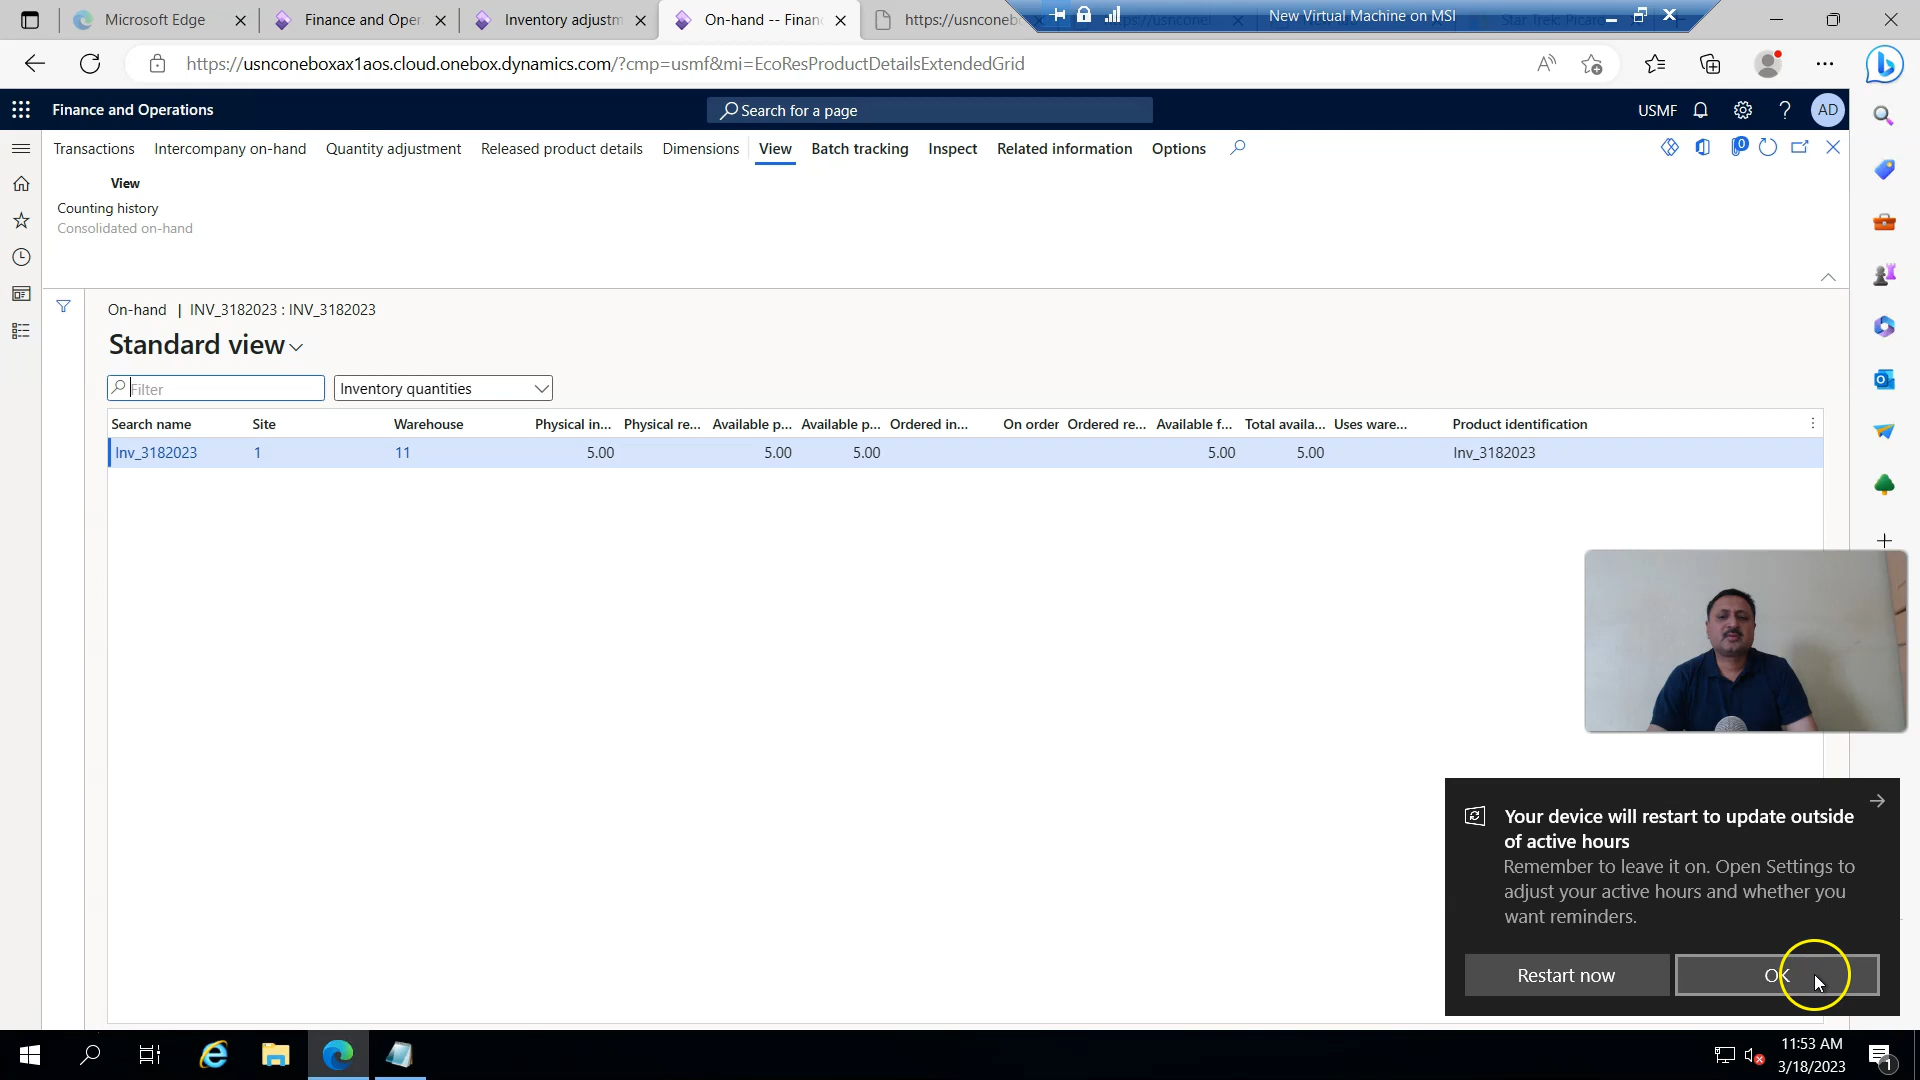 Microsoft Edge
Finance and Oper
Inventory adjustm
On-hand -- Finan
https://usnconeb
New Virtual Machine on MSI
Star Trek: Picar
https://usnconeboxax1aos.cloud.onebox.dynamics.com/?cmp=usmf&mi=EcoResProductDetailsExtendedGrid
Finance and Operations
Search for a page
USMF
AD
Transactions
Intercompany on-hand
Quantity adjustment
Released product details
Dimensions
View
Batch tracking
Inspect
Related information
Options
0
View
Counting history
Consolidated on-hand
On-hand | INV_3182023 : INV_3182023
Standard view
Filter
Inventory quantities
Search name Site Warehouse Physical in... Physical re... Available p... Available p... Ordered in... On order Ordered re... Available f... Total availa... Uses ware... Product identification
Inv_3182023 1 11 5.00 5.00 5.00 5.00 5.00 Inv_3182023
Your device will restart to update outside
of active hours
Remember to leave it on. Open Settings to
adjust your active hours and whether you
want reminders.
Restart now
OK
11:53 AM
3/18/2023
1